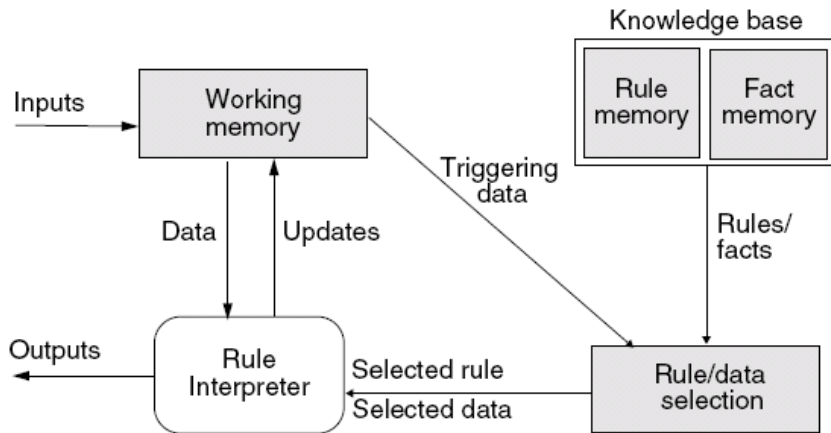 Knowledge base
Inputs
Working
memory
Rule
memory
Fact
memory
Triggering
data
Data
Updates
Rules/
facts
Outputs
Rule
Interpreter
Selected rule
Selected data
Rule/data
selection